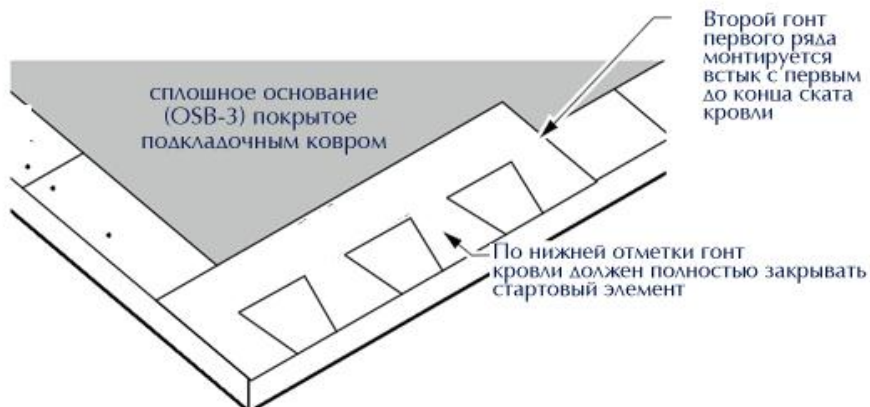 Второй гонт
первого ряда
монтируется
встык с первым
до конца ската
кровли
сплошное основание
(OSB-3) покрытое
подкладочным ковром
По нижней отметки гонт
кровли должен полностью закрывать
стартовый элемент